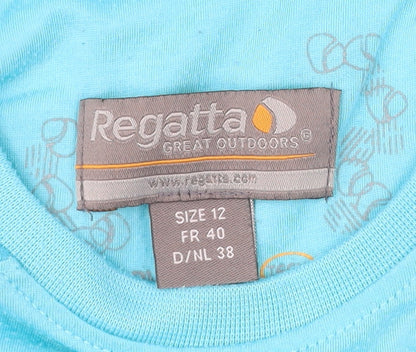 Regatta
GREAT OUTDOORS®
www.regatta.com
SIZE 12
FR 40
D/NL 38